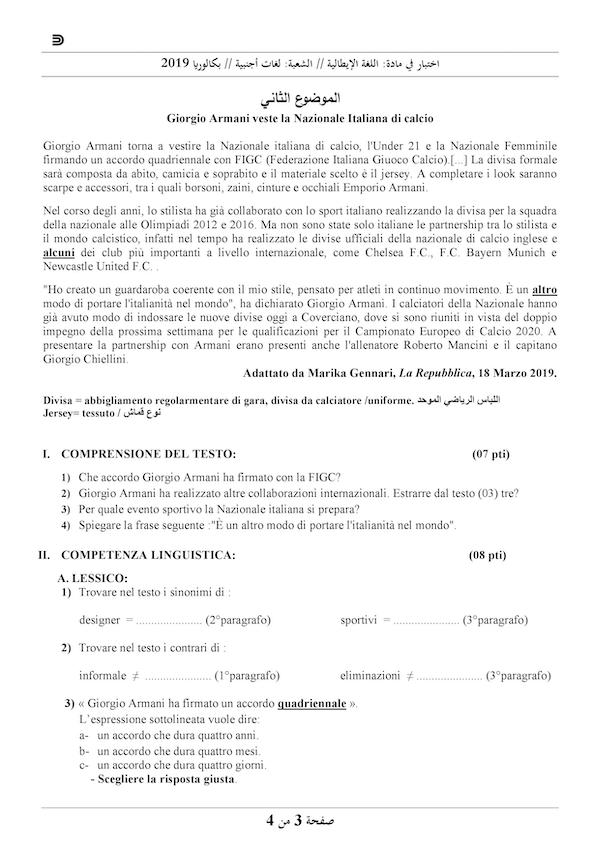 اختبار في مادة: اللغة الإيطالية // الشعبة: لغات أجنبية // بكالوريا 2019
الموضوع الثاني
Giorgio Armani veste la Nazionale Italiana di calcio
Giorgio Armani torna a vestire la Nazionale italiana di calcio, l'Under 21 e la Nazionale Femminile
firmando un accordo quadriennale con FIGC (Federazione Italiana Giuoco Calcio).[...] La divisa formale
sarà composta da abito, camicia e soprabito e il materiale scelto è il jersey. A completare i look saranno
scarpe e accessori, tra i quali borsoni, zaini, cinture e occhiali Emporio Armani.
Nel corso degli anni, lo stilista ha già collaborato con lo sport italiano realizzando la divisa per la squadra
della nazionale alle Olimpiadi 2012 e 2016. Ma non sono state solo italiane le partnership tra lo stilista e
il mondo calcistico, infatti nel tempo ha realizzato le divise ufficiali della nazionale di calcio inglese e
alcuni dei club più importanti a livello internazionale, come Chelsea F.C., F.C. Bayern Munich e
Newcastle United F.C. .
"Ho creato un guardaroba coerente con il mio stile, pensato per atleti in continuo movimento. È un altro
modo di portare l'italianità nel mondo", ha dichiarato Giorgio Armani. I calciatori della Nazionale hanno
già avuto modo di indossare le nuove divise oggi a Coverciano, dove si sono riuniti in vista del doppio
impegno della prossima settimana per le qualificazioni per il Campionato Europeo di Calcio 2020. A
presentare la partnership con Armani erano presenti anche l'allenatore Roberto Mancini e il capitano
Giorgio Chiellini.
Adattato da Marika Gennari, La Repubblica, 18 Marzo 2019.
Divisa = abbigliamento regolarmentare di gara, divisa da calciatore /uniforme. اللباس الرياضي الموحد
Jersey= tessuto / نوع قماش
I. COMPRENSIONE DEL TESTO: (07 pti)
1) Che accordo Giorgio Armani ha firmato con la FIGC?
2) Giorgio Armani ha realizzato altre collaborazioni internazionali. Estrarre dal testo (03) tre?
3) Per quale evento sportivo la Nazionale italiana si prepara?
4) Spiegare la frase seguente :"È un altro modo di portare l'italianità nel mondo".
II. COMPETENZA LINGUISTICA: (08 pti)
A. LESSICO:
1) Trovare nel testo i sinonimi di :
designer = ...................... (2°paragrafo) sportivi = ...................... (3°paragrafo)
2) Trovare nel testo i contrari di :
informale ≠ ...................... (1°paragrafo) eliminazioni ≠ ...................... (3°paragrafo)
3) « Giorgio Armani ha firmato un accordo quadriennale ».
L`espressione sottolineata vuole dire:
a- un accordo che dura quattro anni.
b- un accordo che dura quattro mesi.
c- un accordo che dura quattro giorni.
- Scegliere la risposta giusta.
صفحة 3 من 4